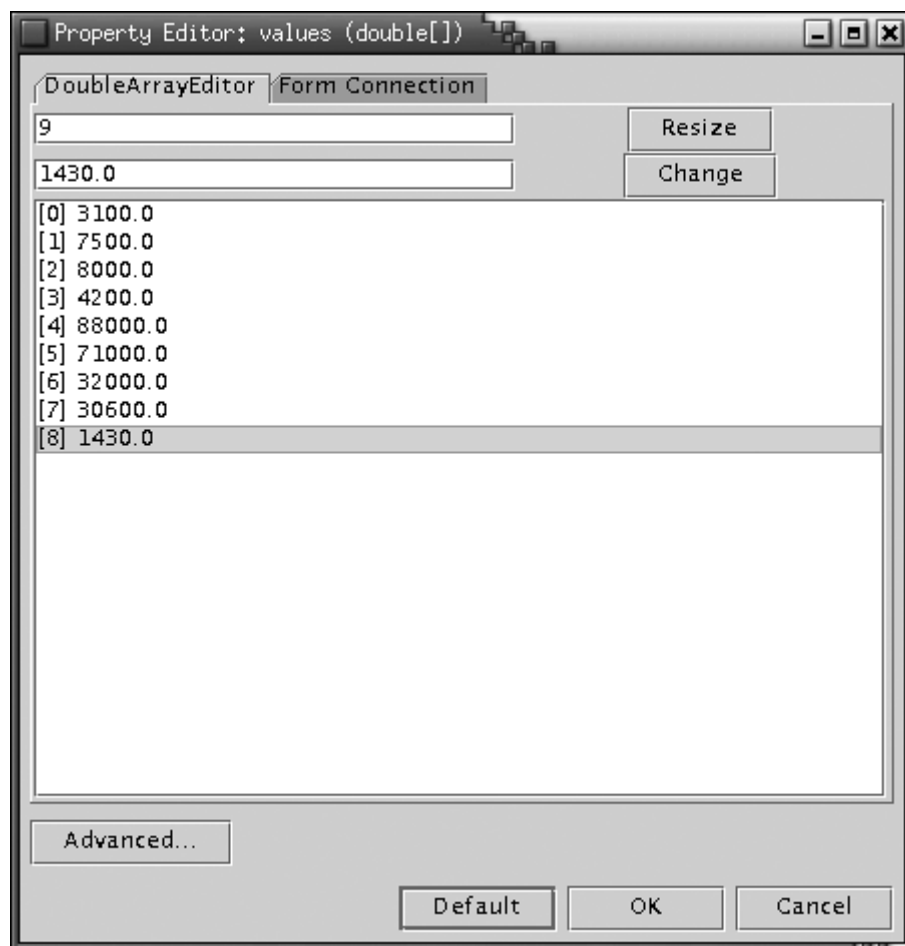 Property Editor: values (double[])
DoubleArrayEditor Form Connection
9 Resize
1430.0 Change
[0] 3100.0
[1] 7500.0
[2] 8000.0
[3] 4200.0
[4] 88000.0
[5] 71000.0
[6] 32000.0
[7] 30600.0
[8] 1430.0
Advanced...
Default OK Cancel